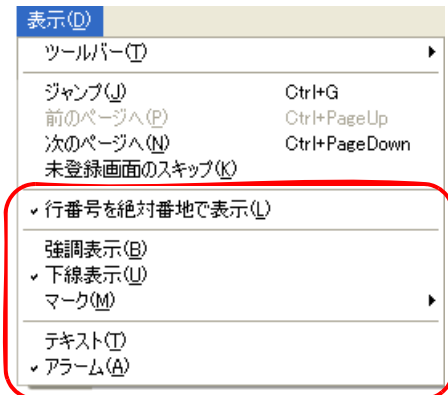 表示(D)
ツールバー(T)
ジャンプ(J) Ctrl+G
前のページへ(P) Ctrl+PageUp
次のページへ(N) Ctrl+PageDown
未登録画面のスキップ(K)
行番号を絶対番地で表示(L)
強調表示(B)
下線表示(U)
マーク(M)
テキスト(T)
アラーム(A)